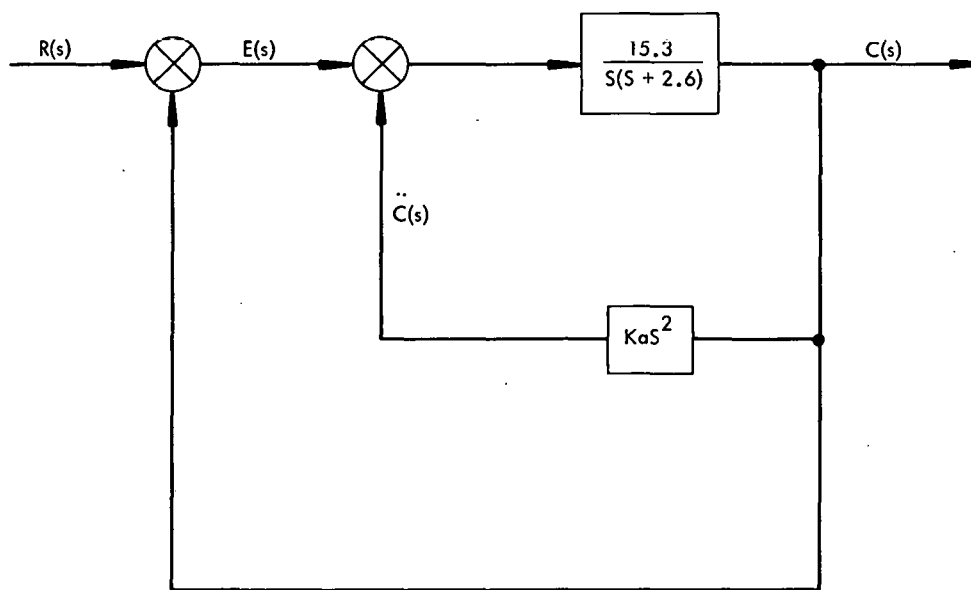 R(s)
E(s)
15.3
S(S + 2.6)
C(s)
C̈(s)
KaS²